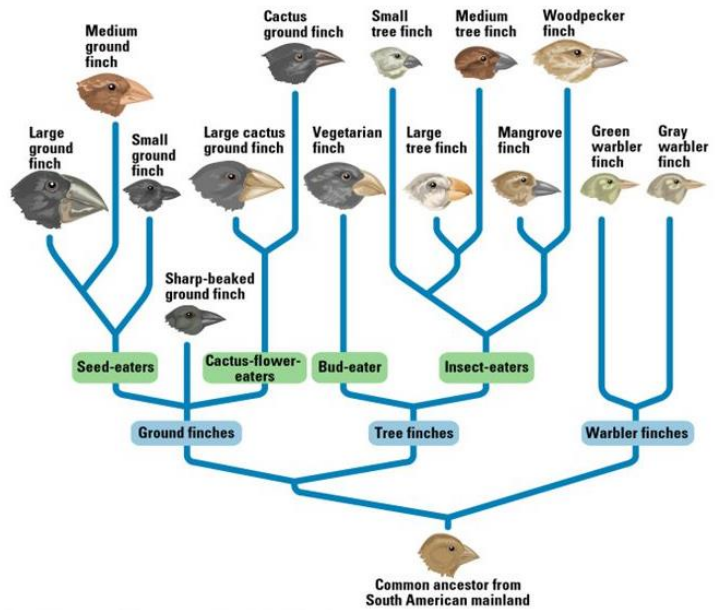 Medium
ground
finch
Cactus
ground finch
Small
tree finch
Medium
tree finch
Woodpecker
finch
Large
ground
finch
Small
ground
finch
Large cactus
ground finch
Vegetarian
finch
Large
tree finch
Mangrove
finch
Green
warbler
finch
Gray
warbler
finch
Sharp-beaked
ground finch
Seed-eaters
Cactus-flower-
eaters
Bud-eater
Insect-eaters
Ground finches
Tree finches
Warbler finches
Common ancestor from
South American mainland